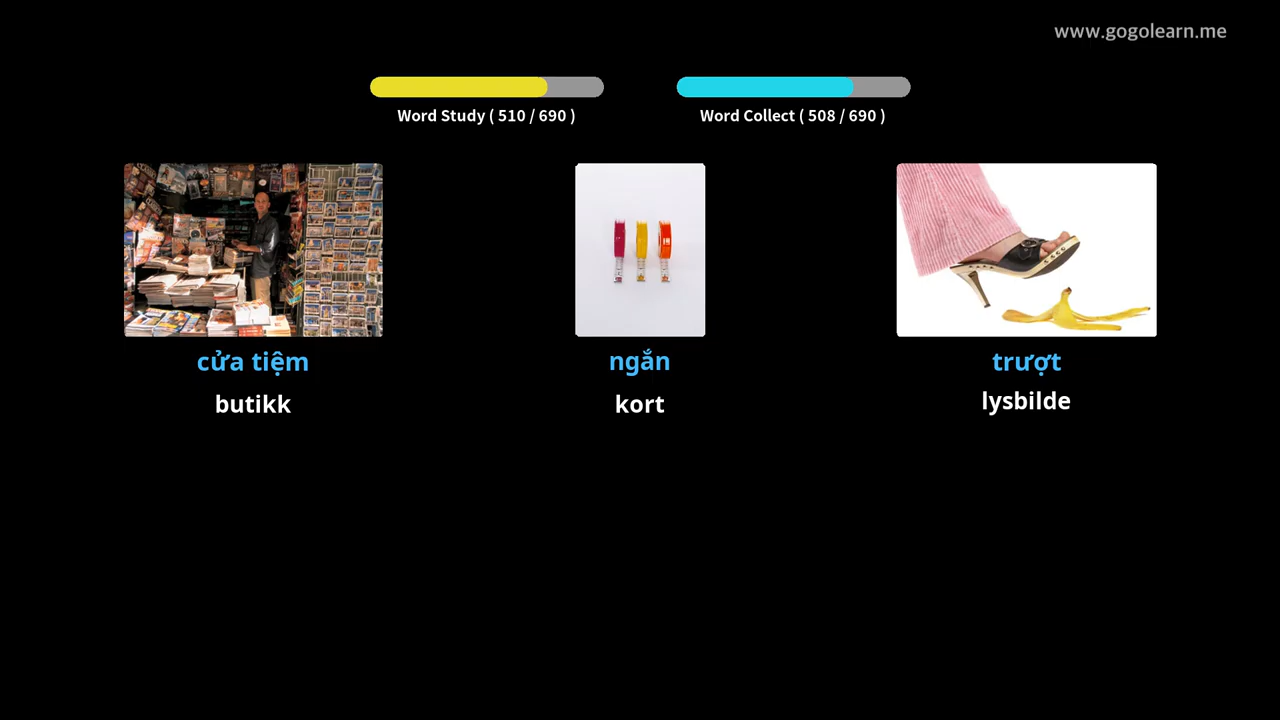 www.gogolearn.me
Word Study ( 510 / 690 )
Word Collect ( 508 / 690 )
cửa tiệm
ngắn
trượt
butikk
kort
lysbilde